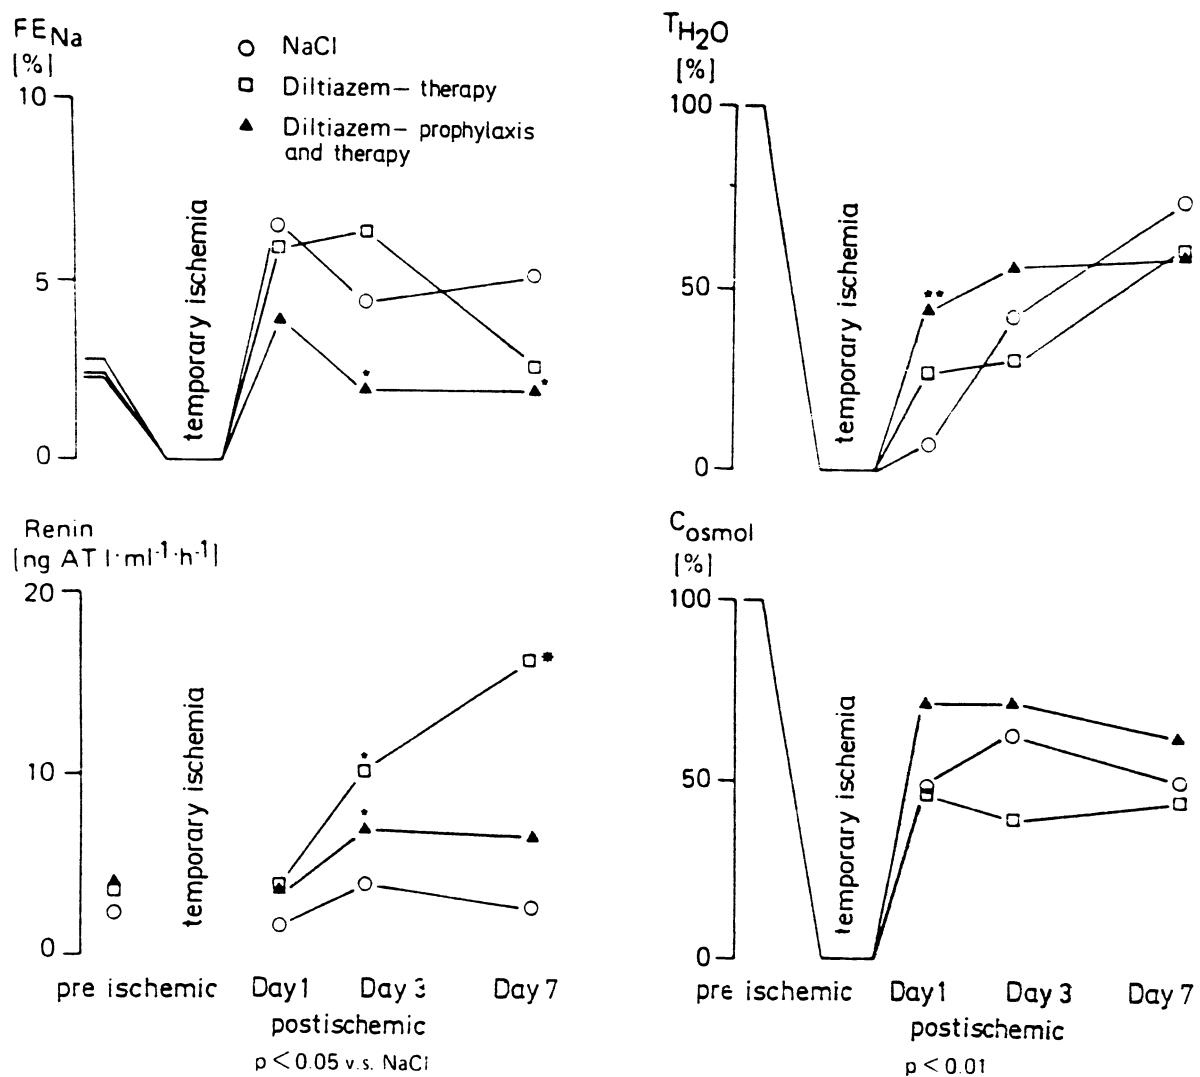 FENa
[%]
10
5
0
NaCl
Diltiazem– therapy
Diltiazem– prophylaxis
and therapy
temporary ischemia
TH2O
[%]
100
50
0
temporary ischemia
Renin
[ng AT I·ml-1·h-1]
20
10
0
temporary ischemia
pre ischemic Day 1 Day 3 Day 7
postischemic
p < 0.05 v.s. NaCl
Cosmol
[%]
100
50
0
temporary ischemia
pre ischemic Day 1 Day 3 Day 7
postischemic
p < 0.01